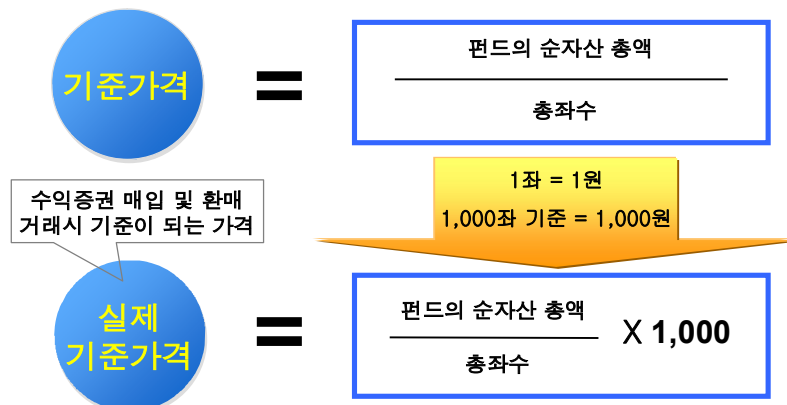 기준가격
=
펀드의 순자산 총액
총좌수
1좌 = 1원
1,000좌 기준 = 1,000원
수익증권 매입 및 환매
거래시 기준이 되는 가격
실제
기준가격
=
펀드의 순자산 총액
총좌수
X 1,000